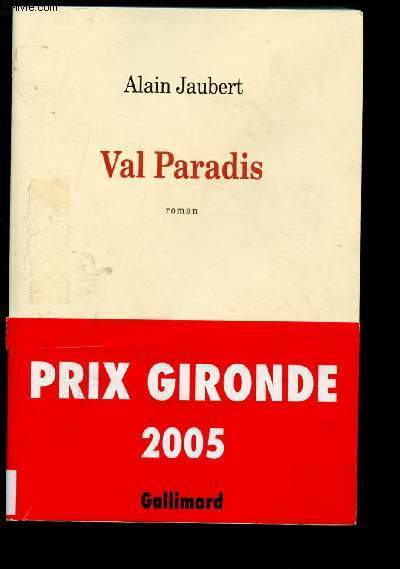 Alain Jaubert
Val Paradis
roman
PRIX GIRONDE
2005
Gallimard